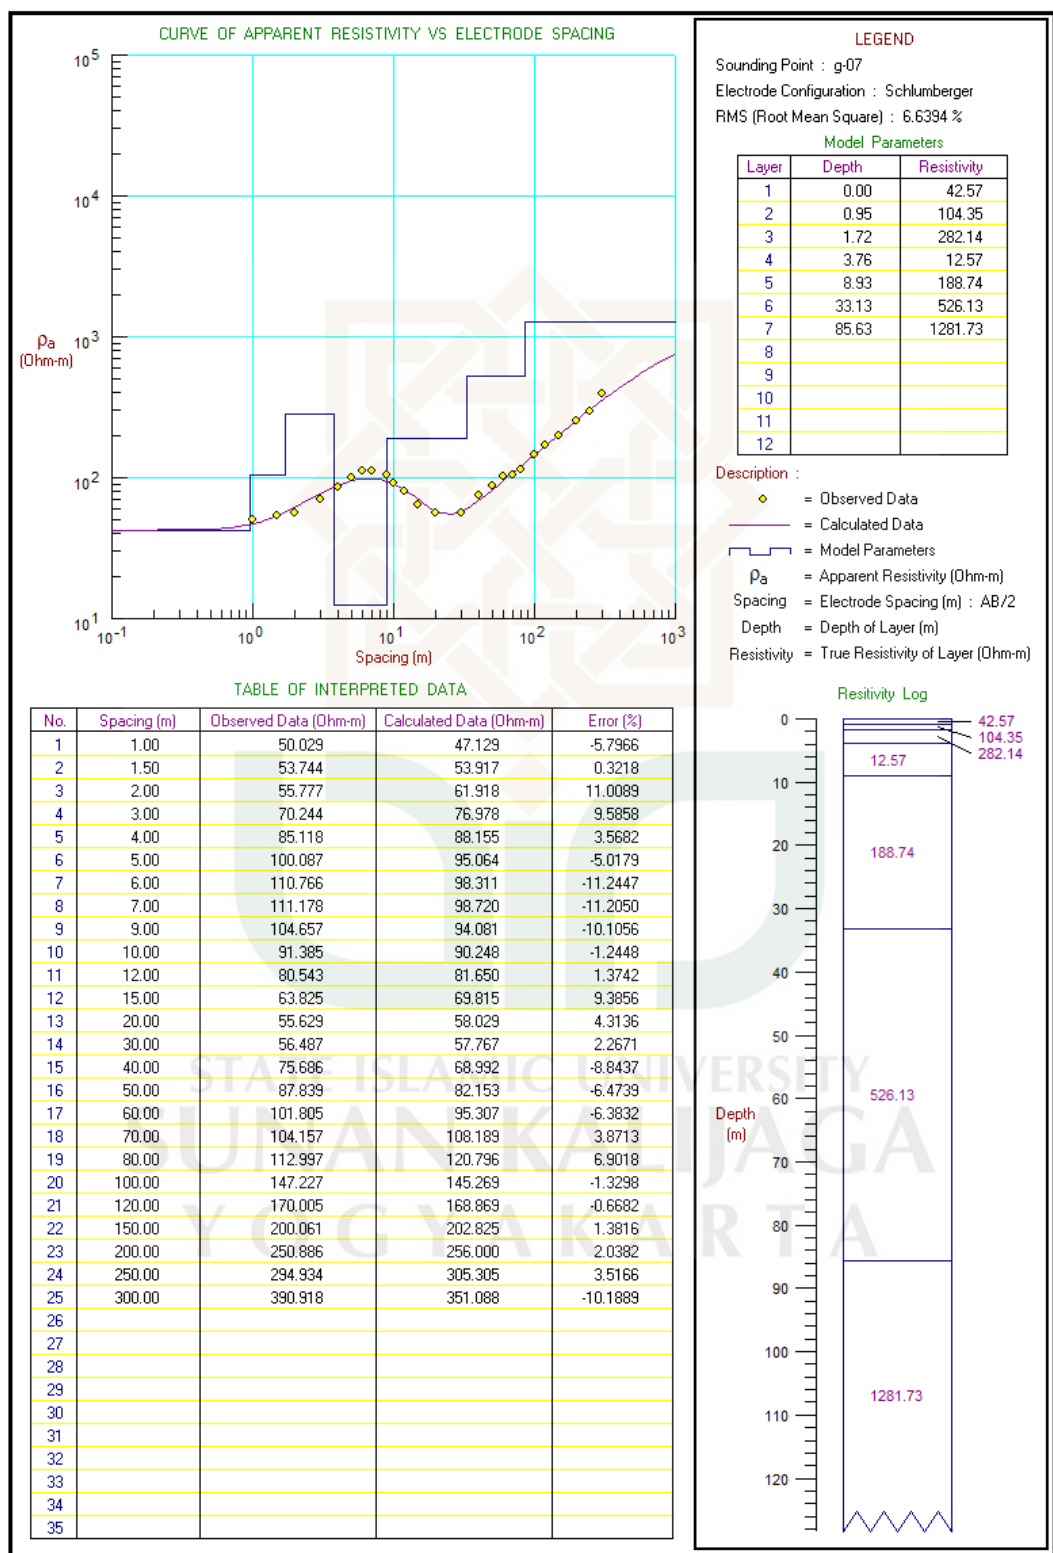 CURVE OF APPARENT RESISTIVITY VS ELECTRODE SPACING
10^5
10^4
ρa
(Ohm-m)
10^3
10^2
10^1
10^-1
10^0
10^1
10^2
10^3
Spacing (m)
LEGEND
Sounding Point : g-07
Electrode Configuration : Schlumberger
RMS (Root Mean Square) : 6.6394 %
Model Parameters
Layer Depth Resistivity
1 0.00 42.57
2 0.95 104.35
3 1.72 282.14
4 3.76 12.57
5 8.93 188.74
6 33.13 526.13
7 85.63 1281.73
8
9
10
11
12
Description :
= Observed Data
= Calculated Data
= Model Parameters
ρa = Apparent Resistivity (Ohm-m)
Spacing = Electrode Spacing (m) : AB/2
Depth = Depth of Layer (m)
Resistivity = True Resistivity of Layer (Ohm-m)
TABLE OF INTERPRETED DATA
No. Spacing (m) Observed Data (Ohm-m) Calculated Data (Ohm-m) Error (%)
1 1.00 50.029 47.129 -5.7966
2 1.50 53.744 53.917 0.3218
3 2.00 55.777 61.918 11.0089
4 3.00 70.244 76.978 9.5858
5 4.00 85.118 88.155 3.5682
6 5.00 100.087 95.064 -5.0179
7 6.00 110.766 98.311 -11.2447
8 7.00 111.178 98.720 -11.2050
9 9.00 104.657 94.081 -10.1056
10 10.00 91.385 90.248 -1.2448
11 12.00 80.543 81.650 1.3742
12 15.00 63.825 69.815 9.3856
13 20.00 55.629 58.029 4.3136
14 30.00 56.487 57.767 2.2671
15 40.00 75.686 68.992 -8.8437
16 50.00 87.839 82.153 -6.4739
17 60.00 101.805 95.307 -6.3832
18 70.00 104.157 108.189 3.8713
19 80.00 112.997 120.796 6.9018
20 100.00 147.227 145.269 -1.3298
21 120.00 170.005 168.869 -0.6682
22 150.00 200.061 202.825 1.3816
23 200.00 250.886 256.000 2.0382
24 250.00 294.934 305.305 3.5166
25 300.00 390.918 351.088 -10.1889
26
27
28
29
30
31
32
33
34
35
Resitivity Log
0
10
20
30
40
50
60
70
80
90
100
110
120
Depth
(m)
42.57
104.35
282.14
12.57
188.74
526.13
1281.73
STATE ISLAMIC UNIVERSITY
SUNAN KALIJAGA
YOGYAKARTA